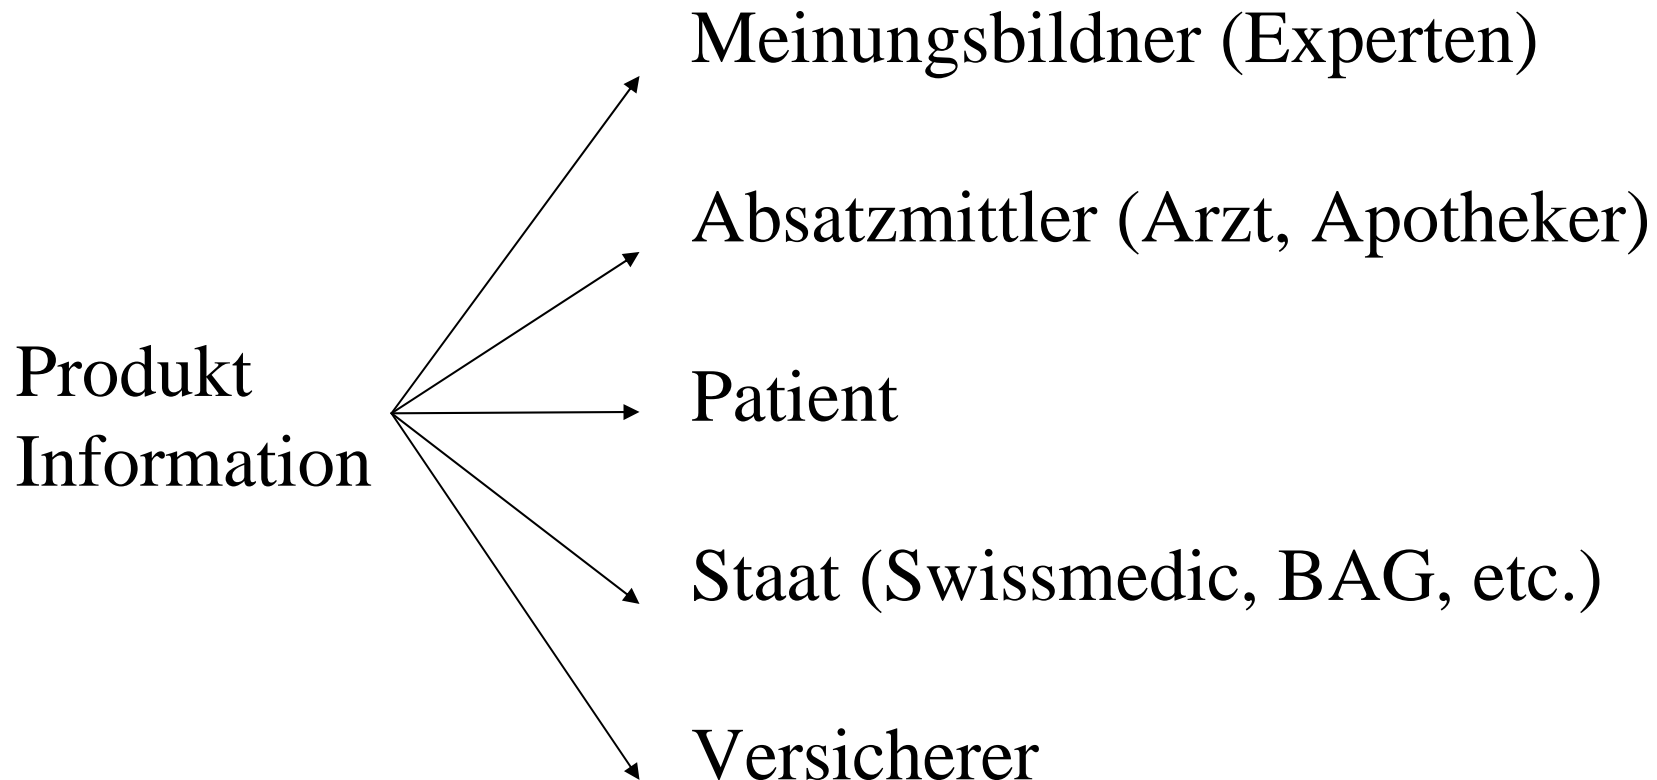 Meinungsbildner (Experten)
Absatzmittler (Arzt, Apotheker)
Produkt
Information
Patient
Staat (Swissmedic, BAG, etc.)
Versicherer